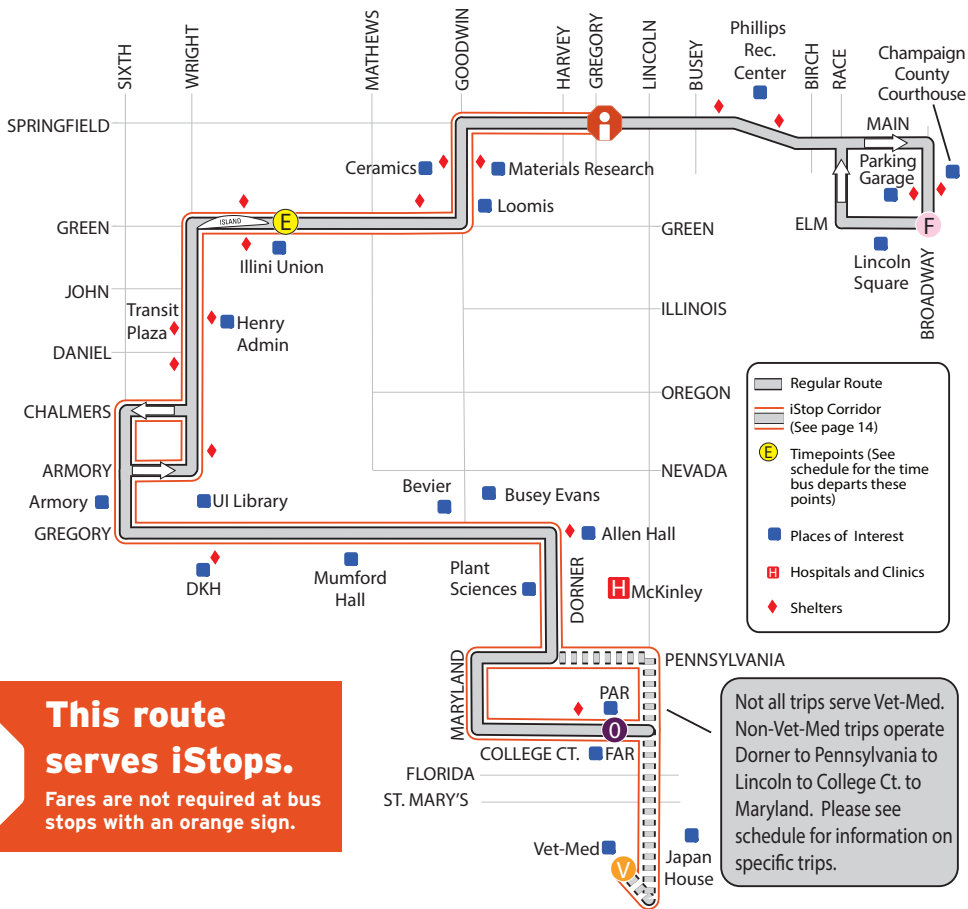 SIXTH
WRIGHT
MATHEWS
GOODWIN
HARVEY
GREGORY
LINCOLN
BUSEY
Phillips
Rec.
Center
BIRCH
RACE
Champaign
County
Courthouse
SPRINGFIELD
MAIN
Ceramics
Materials Research
Parking
Garage
Loomis
GREEN
ISLAND
E
GREEN
ELM
F
Illini Union
Lincoln
Square
BROADWAY
JOHN
Transit
Plaza
Henry
Admin
ILLINOIS
DANIEL
CHALMERS
OREGON
Regular Route
iStop Corridor
(See page 14)
E
Timepoints (See
schedule for the time
bus departs these
points)
Places of Interest
H
Hospitals and Clinics
Shelters
ARMORY
NEVADA
Armory
UI Library
Bevier
Busey Evans
GREGORY
Allen Hall
DKH
Mumford
Hall
Plant
Sciences
DORNER
H
McKinley
MARYLAND
PENNSYLVANIA
PAR
O
COLLEGE CT.
FAR
FLORIDA
ST. MARY'S
Vet-Med
V
Japan
House
This route
serves iStops.
Fares are not required at bus
stops with an orange sign.
Not all trips serve Vet-Med.
Non-Vet-Med trips operate
Dorner to Pennsylvania to
Lincoln to College Ct. to
Maryland. Please see
schedule for information on
specific trips.